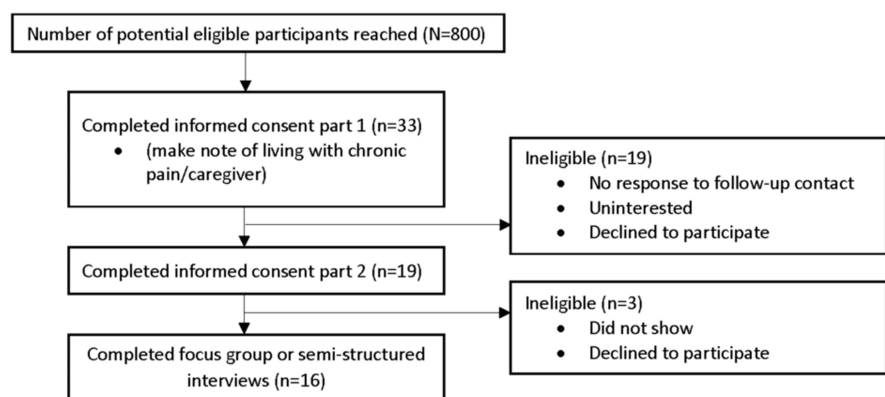 Number of potential eligible participants reached (N=800)
Completed informed consent part 1 (n=33)
• (make note of living with chronic
pain/caregiver)
Ineligible (n=19)
• No response to follow-up contact
• Uninterested
• Declined to participate
Completed informed consent part 2 (n=19)
Ineligible (n=3)
• Did not show
• Declined to participate
Completed focus group or semi-structured
interviews (n=16)